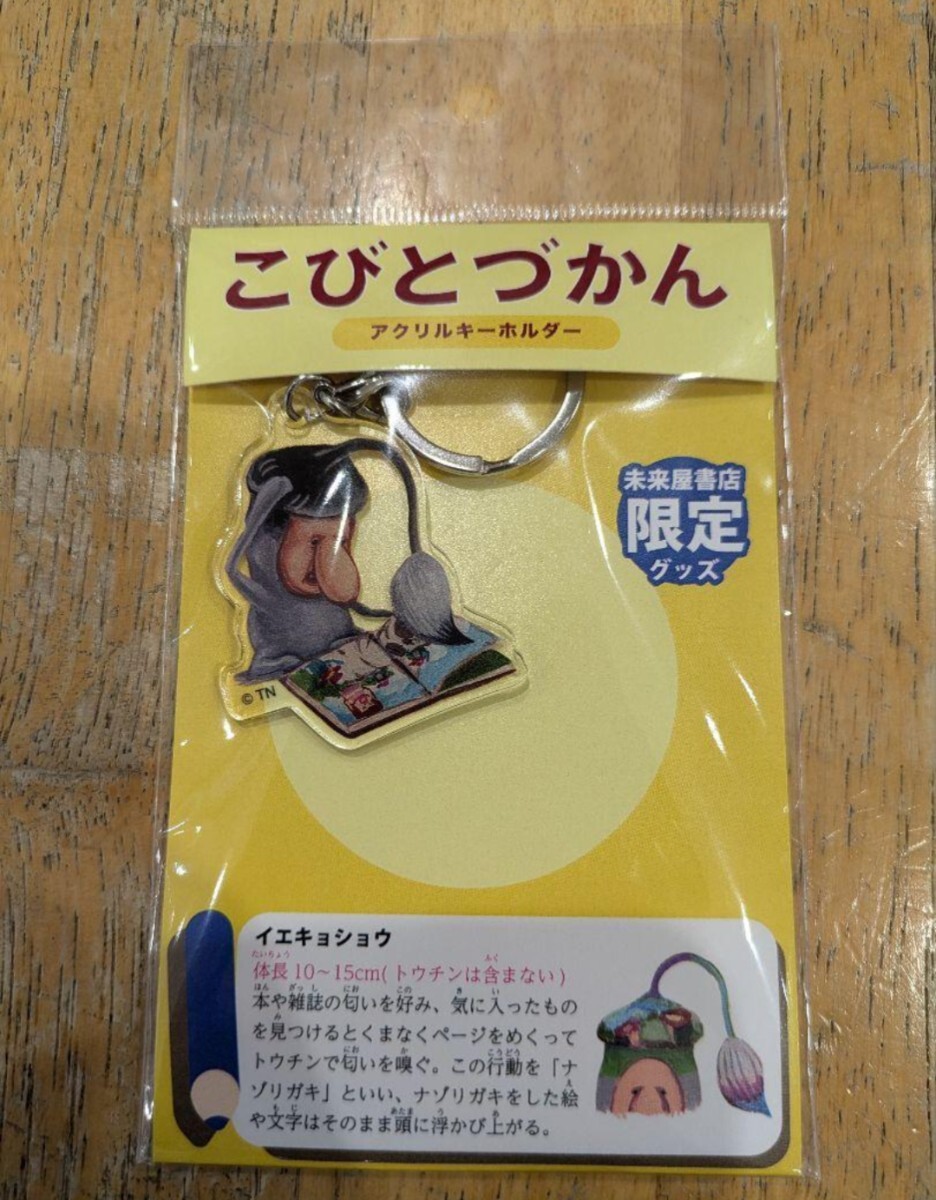 こびとづかん
アクリルキーホルダー
未来屋書店
限定
グッズ
©TN
イエキョショウ
体長10～15cm(トウチンは含まない)
本や雑誌の匂いを好み、気に入ったもの
を見つけるとくまなくページをめくって
トウチンで匂いを嗅ぐ。この行動を「ナ
ゾリガキ」といい、ナゾリガキをした絵
や文字はそのまま頭に浮かび上がる。